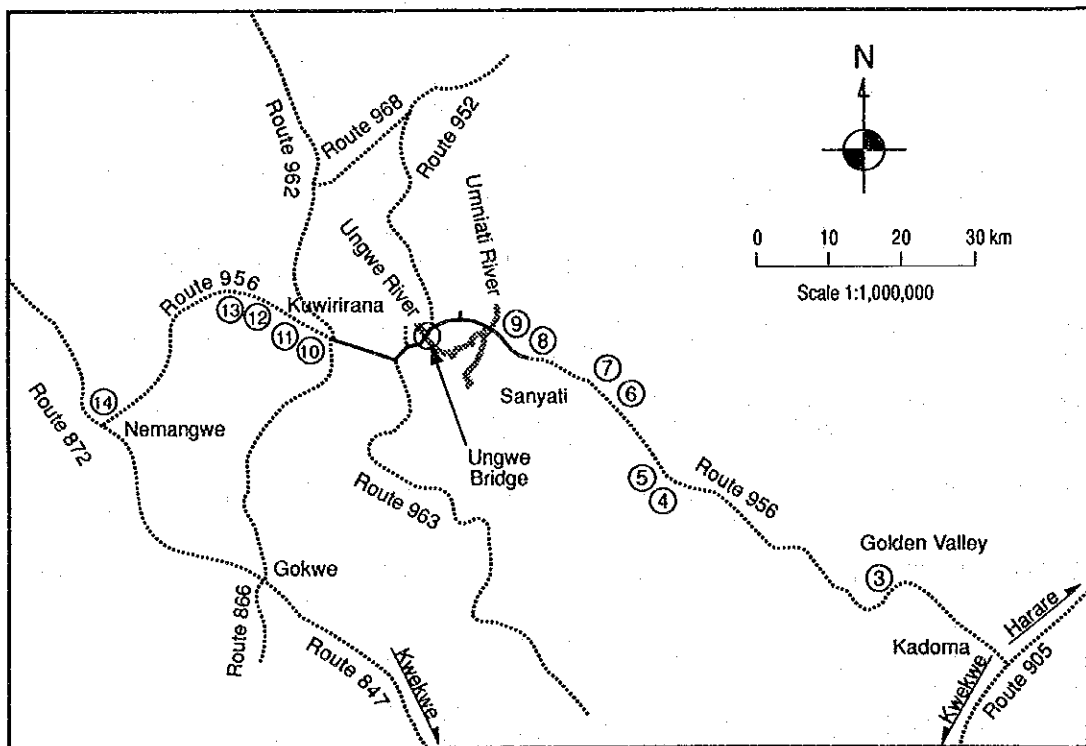 N
0 10 20 30 km
Scale 1:1,000,000
Route 962
Route 968
Route 952
Umniati River
Ungwe River
Route 956
Kuwirirana
13
12
11
10
9
8
7
6
Sanyati
14
Nemangwe
Route 872
Ungwe
Bridge
5
4
Route 956
Route 963
Golden Valley
3
Gokwe
Route 866
Route 847
Kwekwe
Kadoma
Harare
Kwekwe
Route 905